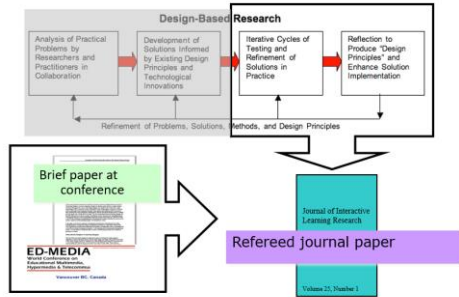 Design-Based Research
Analysis of Practical
Problems by
Researchers and
Practitioners in
Collaboration
Development of
Solutions Informed
by Existing Design
Principles and
Technological
Innovations
Iterative Cycles of
Testing and
Refinement of
Solutions in
Practice
Reflection to
Produce "Design
Principles" and
Enhance Solution
Implementation
Refinement of Problems, Solutions, Methods, and Design Principles
Brief paper at
conference
ED-MEDIA
World Conference on
Educational Multimedia,
Hypermedia & Telecommunications
Vancouver BC, Canada
Journal of Interactive
Learning Research
Refereed journal paper
Volume 25, Number 1